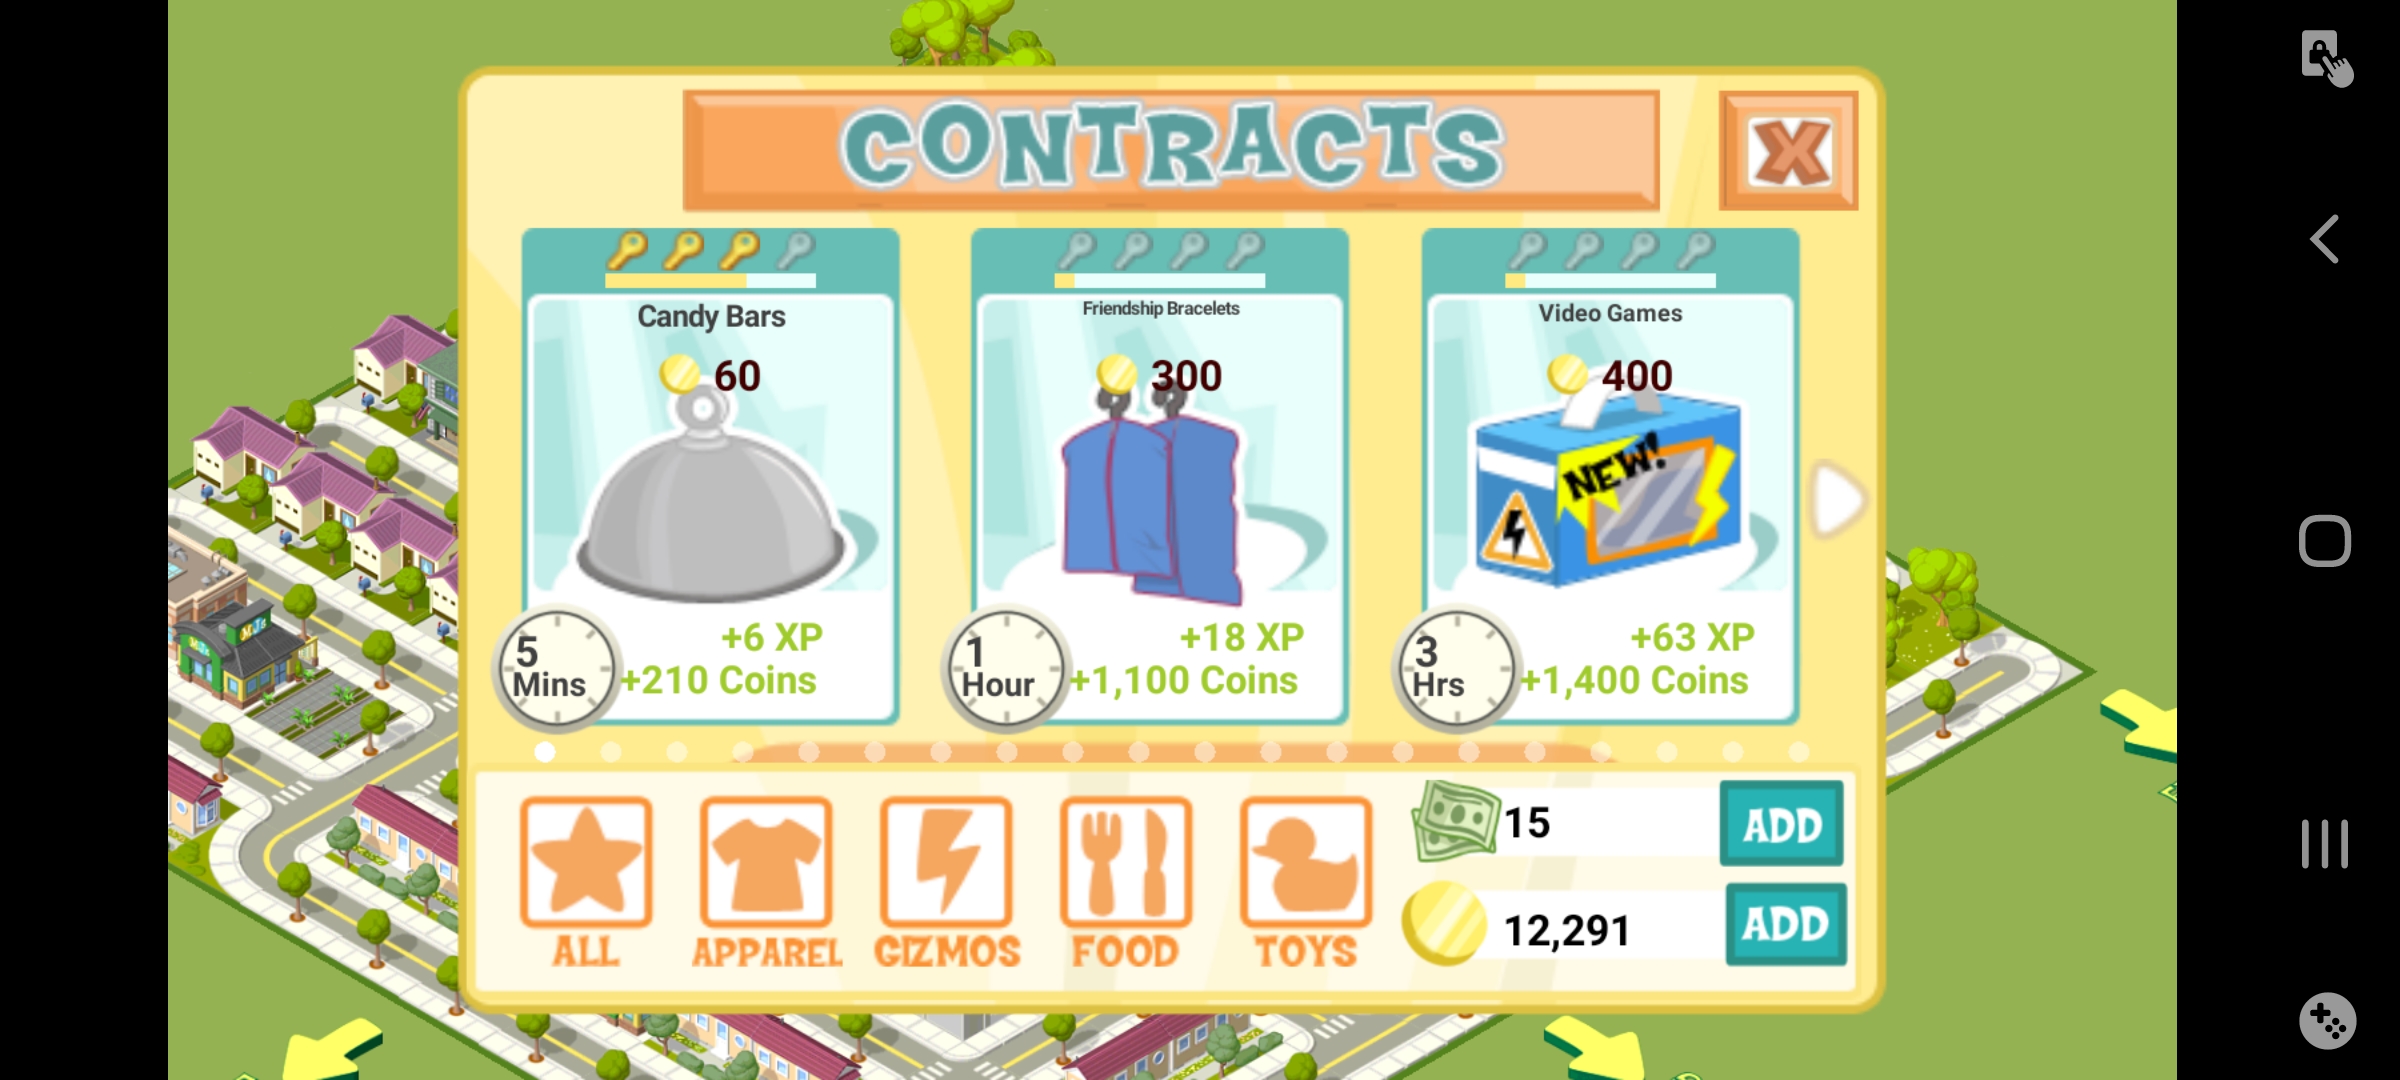 CONTRACTS
X
Candy Bars
60
5
Mins
+6 XP
+210 Coins
Friendship Bracelets
300
1
Hour
+18 XP
+1,100 Coins
Video Games
400
NEW!
3
Hrs
+63 XP
+1,400 Coins
ALL
APPAREL
GIZMOS
FOOD
TOYS
15
ADD
12,291
ADD
MJs